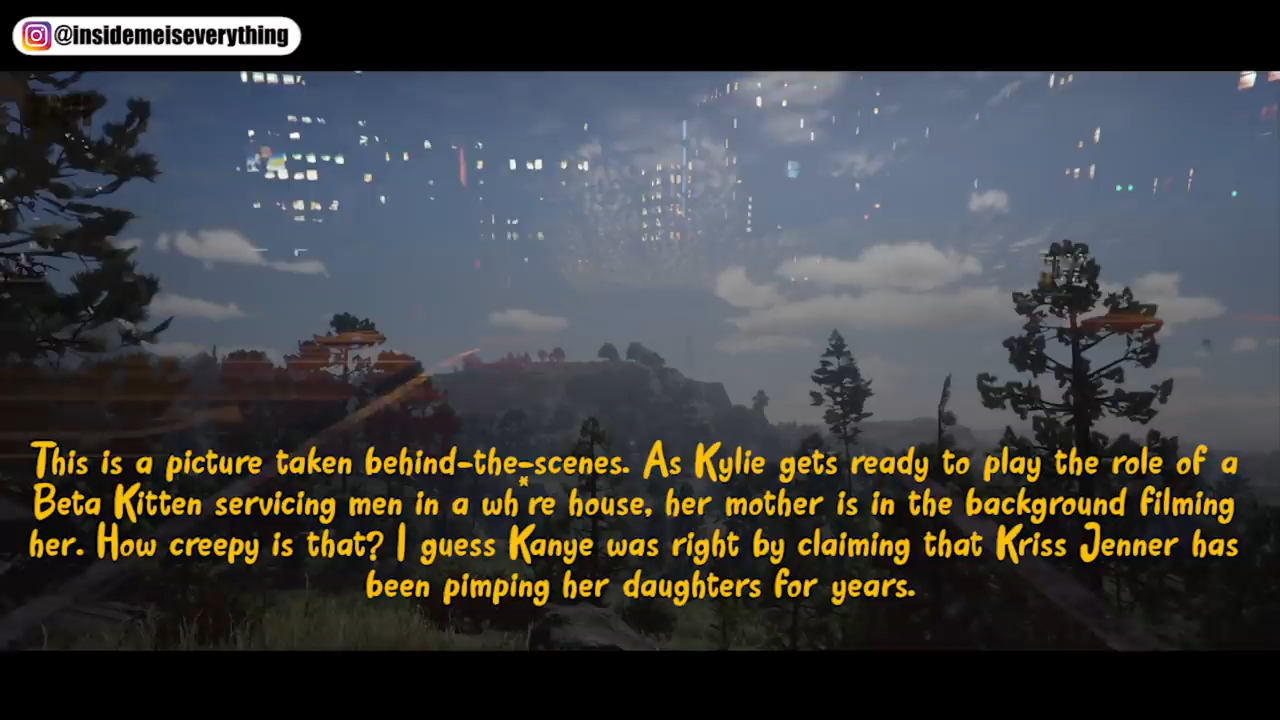 @insidemeiseverything
This is a picture taken behind-the-scenes. As Kylie gets ready to play the role of a
Beta Kitten servicing men in a wh*re house, her mother is in the background filming
her. How creepy is that? I guess Kanye was right by claiming that Kriss Jenner has
been pimping her daughters for years.